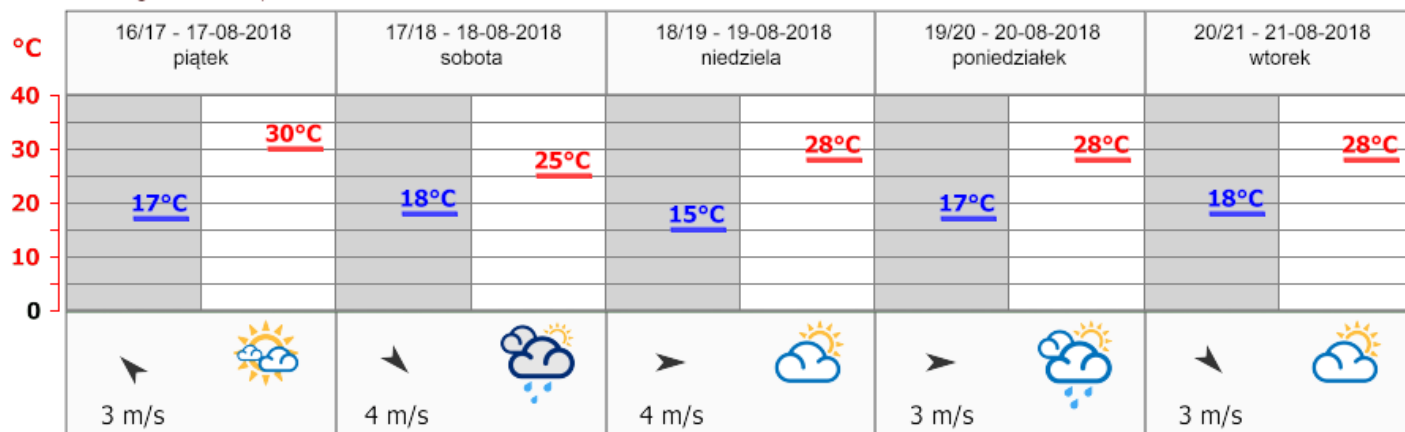 16/17 - 17-08-2018 17/18 - 18-08-2018 18/19 - 19-08-2018 19/20 - 20-08-2018 20/21 - 21-08-2018
°C piątek sobota niedziela poniedziałek wtorek
40
30 30°C 25°C 28°C 28°C 28°C
20 17°C 18°C 15°C 17°C 18°C
10
0
3 m/s 4 m/s 4 m/s 3 m/s 3 m/s